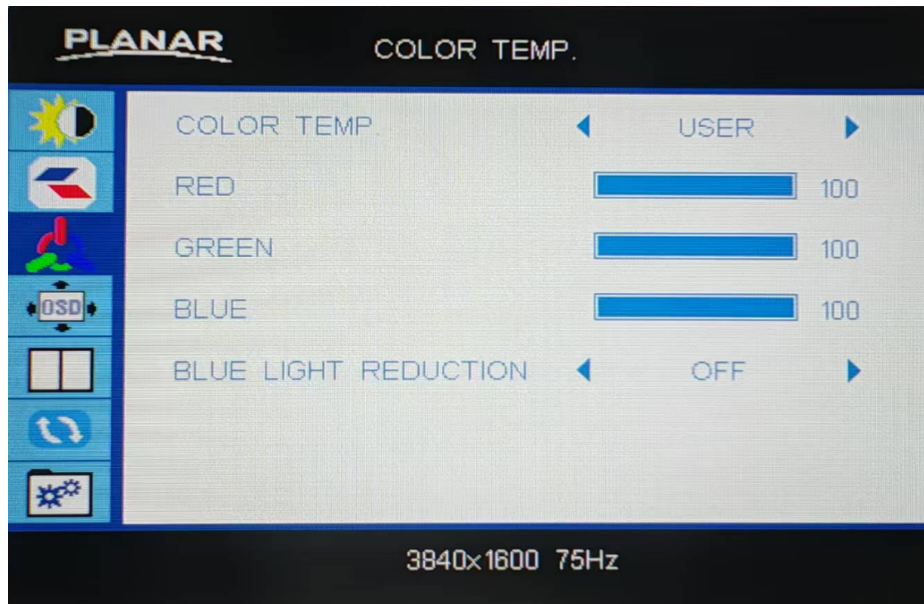 PLANAR
COLOR TEMP.
COLOR TEMP. USER
RED 100
GREEN 100
BLUE 100
OSD
BLUE LIGHT REDUCTION OFF
3840x1600 75Hz